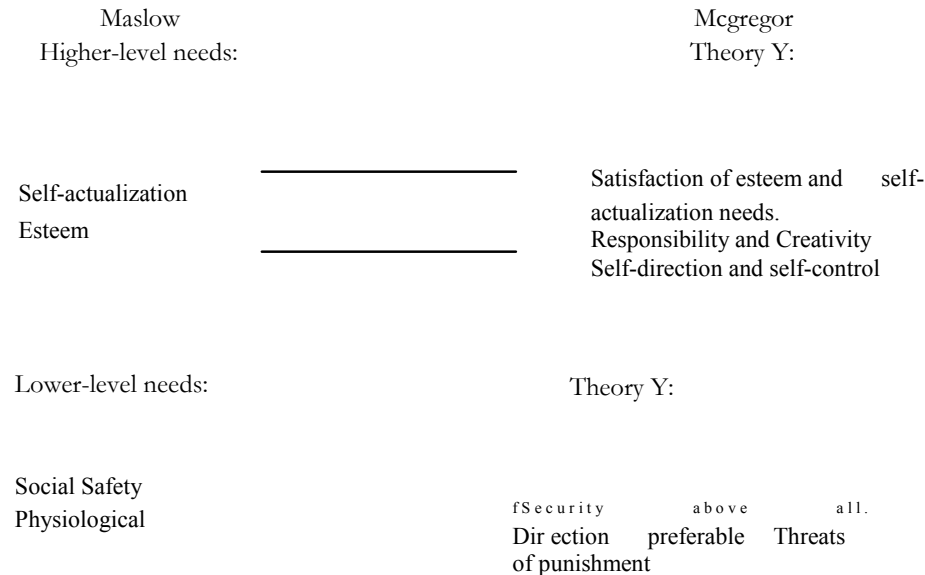 Maslow Mcgregor
Higher-level needs: Theory Y:
Self-actualization
Esteem
Satisfaction of esteem and self-
actualization needs.
Responsibility and Creativity
Self-direction and self-control
Lower-level needs: Theory Y:
Social Safety
Physiological
fSecurity above all.
Dir ection preferable Threats
of punishment